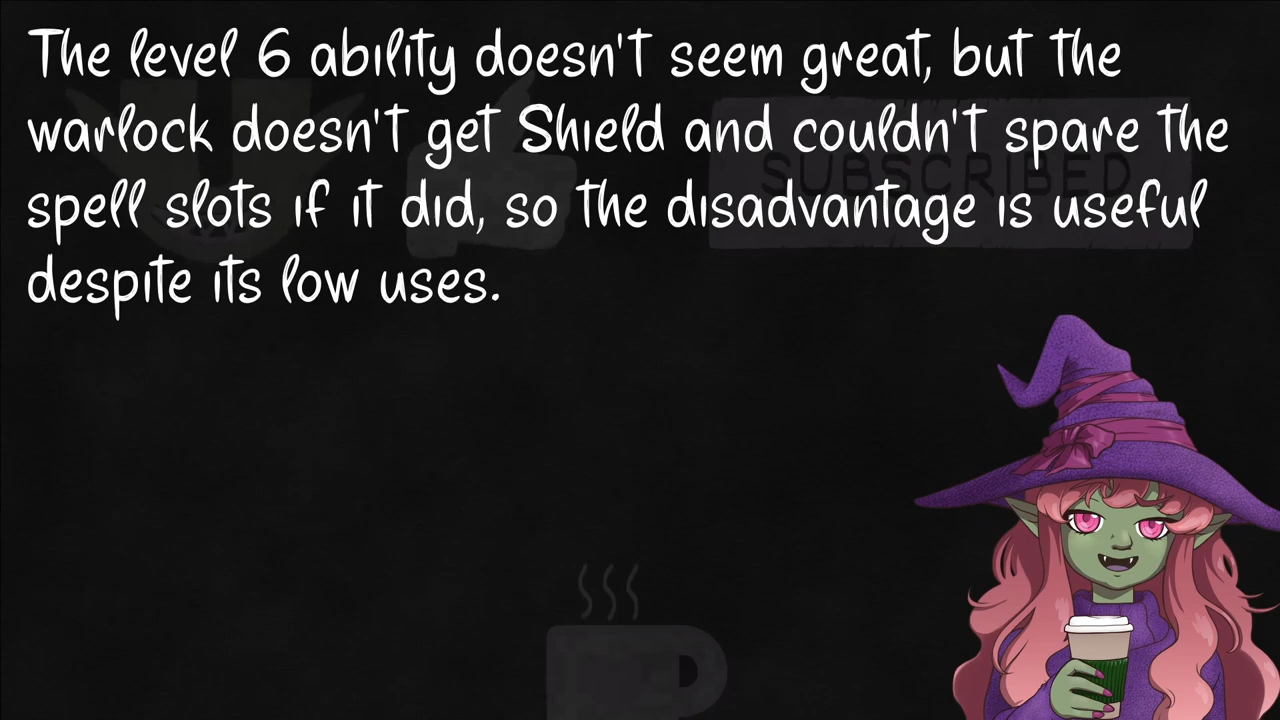 The level 6 ability doesn't seem great, but the
warlock doesn't get Shield and couldn't spare the
spell slots if it did, so the disadvantage is useful
despite its low uses.
SUBSCRIBED